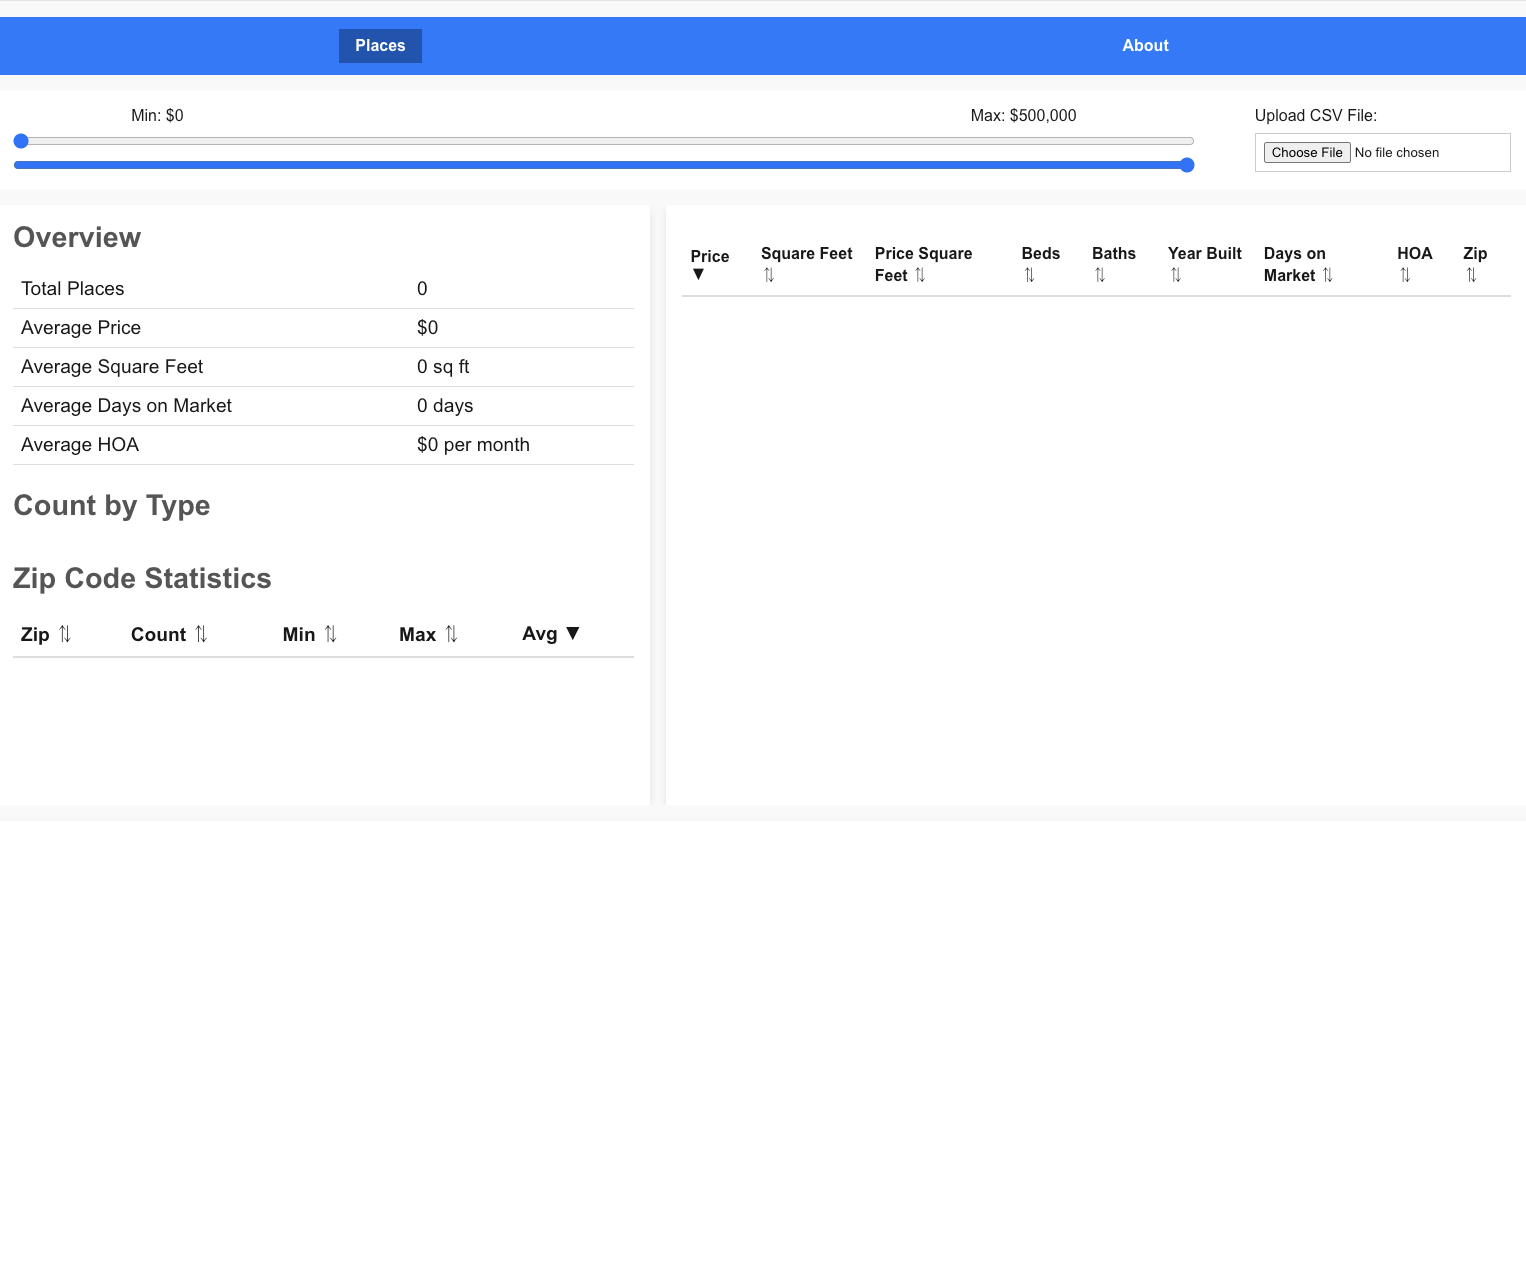 Places About
Min: $0 Max: $500,000 Upload CSV File:
Choose File No file chosen
Overview
Total Places 0
Average Price $0
Average Square Feet 0 sq ft
Average Days on Market 0 days
Average HOA $0 per month
Count by Type
Zip Code Statistics
Zip ⇅ Count ⇅ Min ⇅ Max ⇅ Avg ▼
Price ▼ Square Feet ⇅ Price Square Feet ⇅ Beds ⇅ Baths ⇅ Year Built ⇅ Days on Market ⇅ HOA ⇅ Zip ⇅